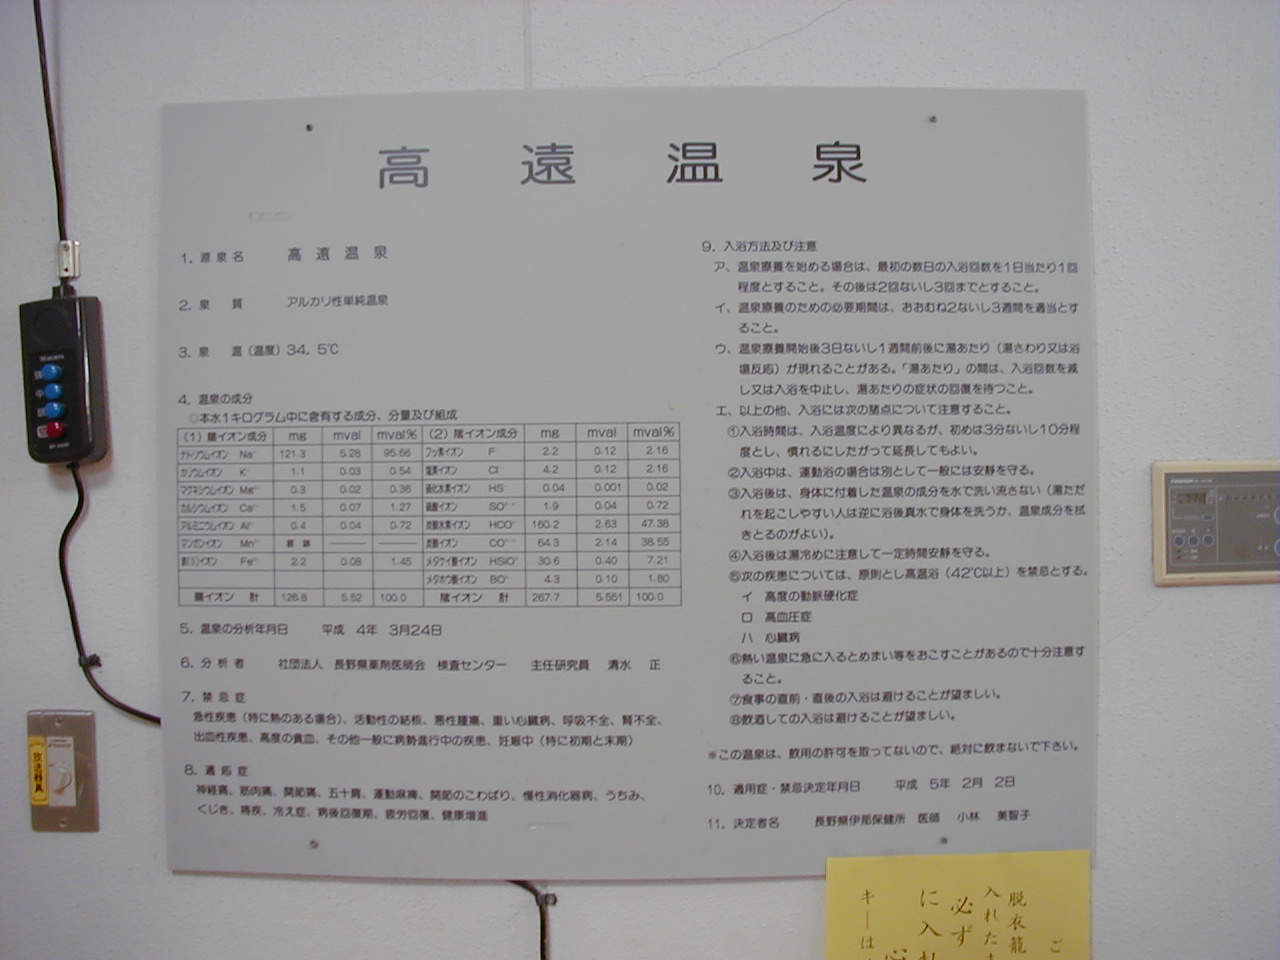 高遠温泉
1. 源泉名 高遠温泉
2. 泉質 アルカリ性単純温泉
3. 泉温（温度）34.5℃
4. 温泉の成分
○本水1キログラム中に含有する成分、分量及び組成
(1) 陽イオン成分 mg mval mval% (2) 陰イオン成分 mg mval mval%
ナトリウムイオン Na⁺ 121.3 5.28 95.66 フッ素イオン F⁻ 2.2 0.12 2.16
カリウムイオン K⁺ 1.1 0.03 0.54 塩素イオン Cl⁻ 4.2 0.12 2.16
マグネシウムイオン Mg 0.3 0.02 0.36 硫化水素イオン HS 0.04 0.001 0.02
カルシウムイオン Ca 1.5 0.07 1.27 硫酸イオン SO 1.9 0.04 0.72
アルミニウムイオン Al 0.4 0.04 0.72 炭酸水素イオン HCO 160.2 2.63 47.38
マンガンイオン Mn 痕跡 —— —— 炭酸イオン CO 64.3 2.14 38.55
鉄(II)イオン Fe 2.2 0.08 1.45 メタケイ酸イオン HSiO 30.6 0.40 7.21
メタホウ酸イオン BO 4.3 0.10 1.80
陽イオン 計 126.8 5.52 100.0 陰イオン 計 267.7 5.551 100.0
5. 温泉の分析年月日 平成 4年 3月24日
6. 分析者 社団法人 長野県薬剤医師会 検査センター 主任研究員 清水 正
7. 禁忌症
急性疾患（特に熱のある場合）、活動性の結核、悪性腫瘍、重い心臓病、呼吸不全、腎不全、
出血性疾患、高度の貧血、その他一般に病勢進行中の疾患、妊娠中（特に初期と末期）
8. 適応症
神経痛、筋肉痛、関節痛、五十肩、運動麻痺、関節のこわばり、慢性消化器病、うちみ、
くじき、痔疾、冷え症、病後回復期、疲労回復、健康増進
9. 入浴方法及び注意
ア、温泉療養を始める場合は、最初の数日の入浴回数を1日当たり1回
程度とすること。その後は2回ないし3回までとすること。
イ、温泉療養のための必要期間は、おおむね2ないし3週間を適当とす
ること。
ウ、温泉療養開始後3日ないし1週間前後に湯あたり（湯さわり又は浴
場反応）が現れることがある。「湯あたり」の間は、入浴回数を減
し又は入浴を中止し、湯あたりの症状の回復を待つこと。
エ、以上の他、入浴には次の諸点について注意すること。
①入浴時間は、入浴温度により異なるが、初めは3分ないし10分程
度とし、慣れるにしたがって延長してもよい。
②入浴中は、運動浴の場合は別として一般には安静を守る。
③入浴後は、身体に付着した温泉の成分を水で洗い流さない（湯ただ
れを起こしやすい人は逆に浴後真水で身体を洗うか、温泉成分を拭
きとるのがよい）。
④入浴後は湯冷めに注意して一定時間安静を守る。
⑤次の疾患については、原則とし高温浴（42℃以上）を禁忌とする。
イ 高度の動脈硬化症
ロ 高血圧症
ハ 心臓病
⑥熱い温泉に急に入るとめまい等をおこすことがあるので十分注意す
ること。
⑦食事の直前・直後の入浴は避けることが望ましい。
⑧飲酒しての入浴は避けることが望ましい。
※この温泉は、飲用の許可を取ってないので、絶対に飲まないで下さい。
10. 適用症・禁忌決定年月日 平成 5年 2月 2日
11. 決定者名 長野県伊那保健所 医師 小林 美智子
放送器具
ご
脱衣籠
入れたま
必ず
に入れ
キーは